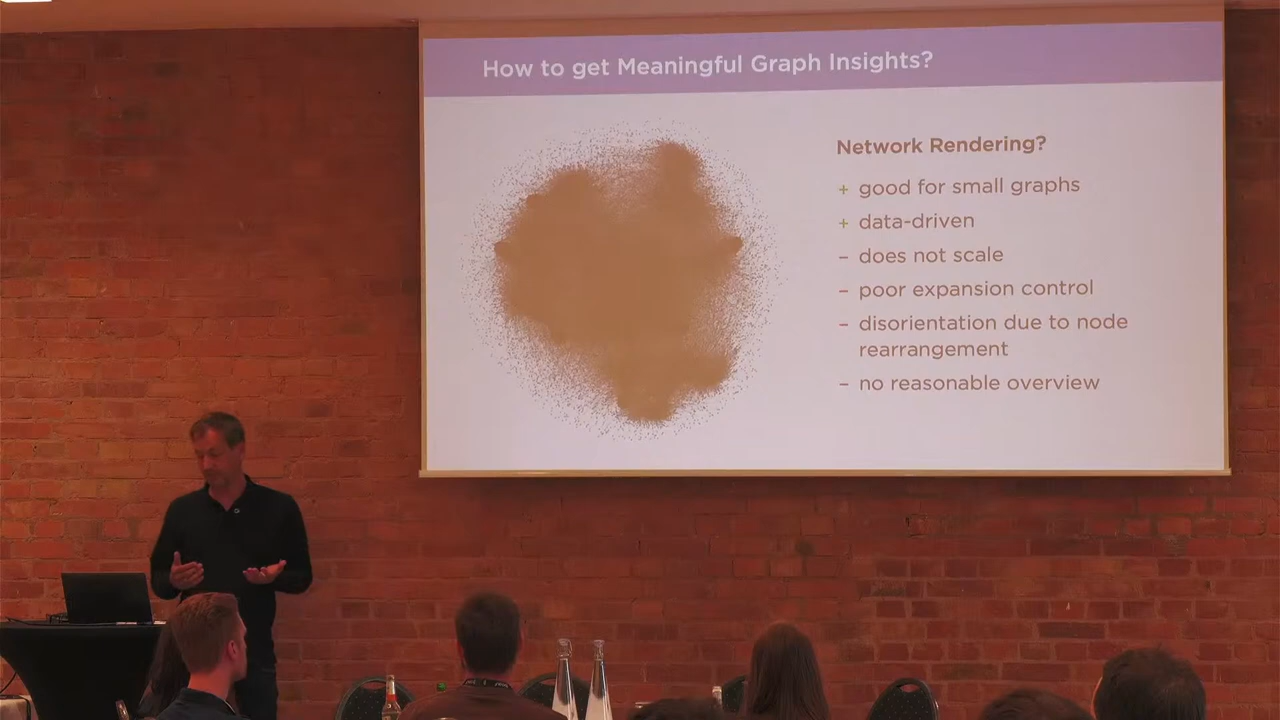 How to get Meaningful Graph Insights?
Network Rendering?
+ good for small graphs
+ data-driven
– does not scale
– poor expansion control
– disorientation due to node
rearrangement
– no reasonable overview